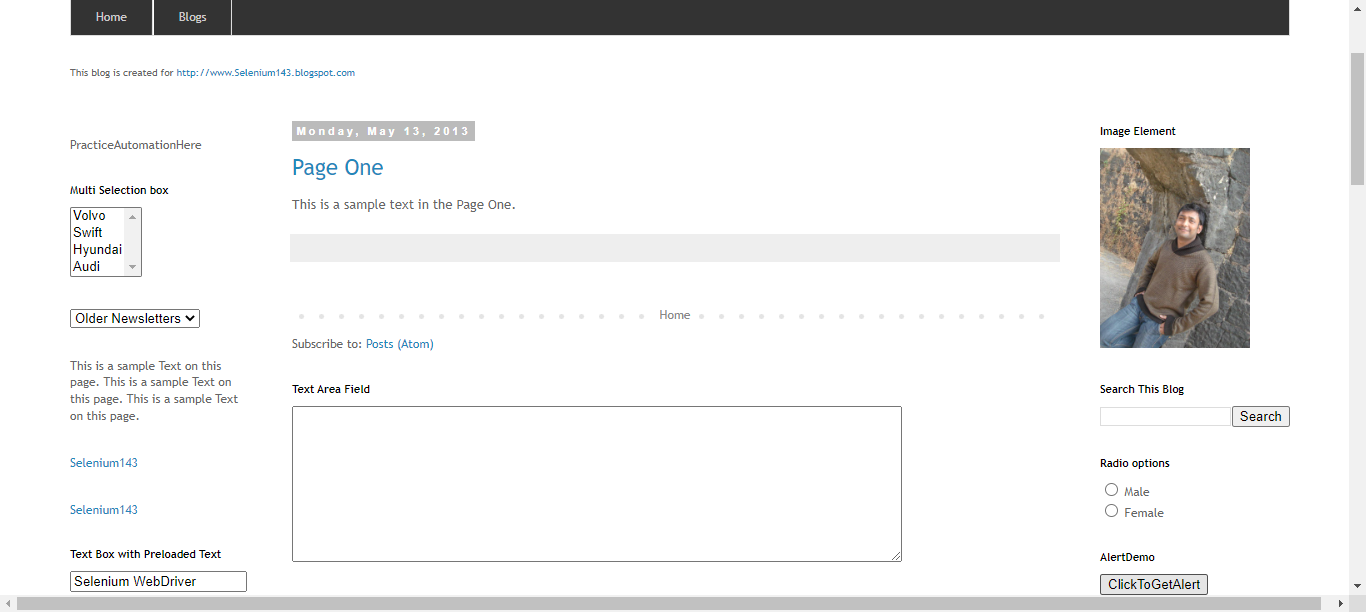 Home
Blogs
This blog is created for http://www.Selenium143.blogspot.com
PracticeAutomationHere
Multi Selection box
Volvo
Swift
Hyundai
Audi
Older Newsletters
This is a sample Text on this
page. This is a sample Text on
this page. This is a sample Text
on this page.
Selenium143
Selenium143
Text Box with Preloaded Text
Selenium WebDriver
Monday, May 13, 2013
Page One
This is a sample text in the Page One.
Home
Subscribe to: Posts (Atom)
Text Area Field
Image Element
Search This Blog
Search
Radio options
Male
Female
AlertDemo
ClickToGetAlert